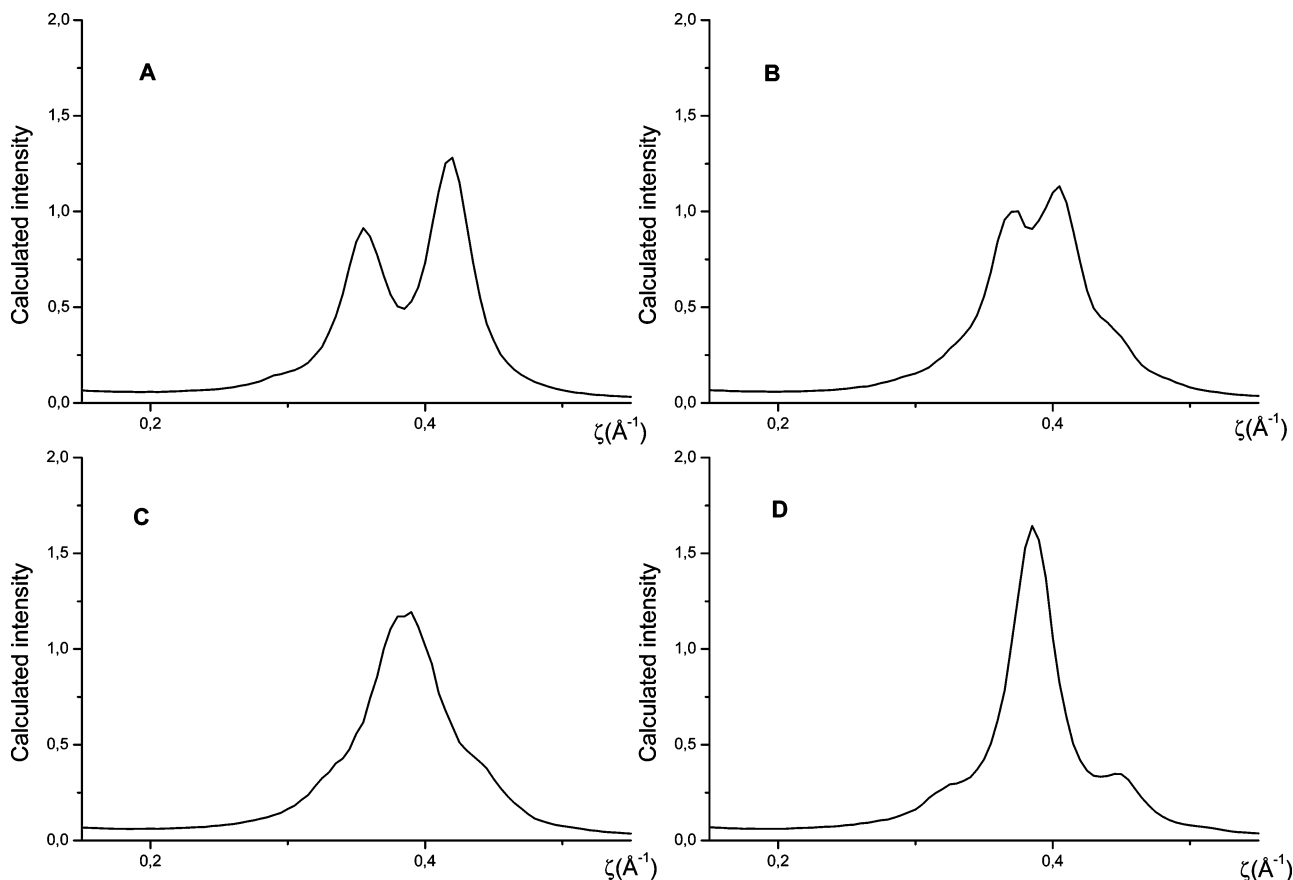 2,0
A
1,5
1,0
0,5
0,0
0,2
0,4
ζ(Å⁻¹)
Calculated intensity
2,0
B
1,5
1,0
0,5
0,0
0,2
0,4
ζ(Å⁻¹)
Calculated intensity
2,0
C
1,5
1,0
0,5
0,0
0,2
0,4
ζ(Å⁻¹)
Calculated intensity
2,0
D
1,5
1,0
0,5
0,0
0,2
0,4
ζ(Å⁻¹)
Calculated intensity